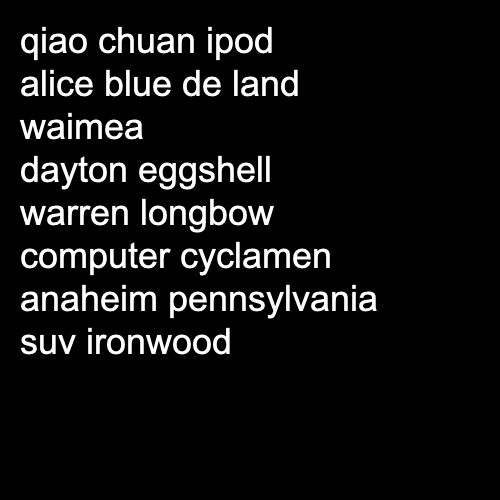 qiao chuan ipod
alice blue de land
waimea
dayton eggshell
warren longbow
computer cyclamen
anaheim pennsylvania
suv ironwood